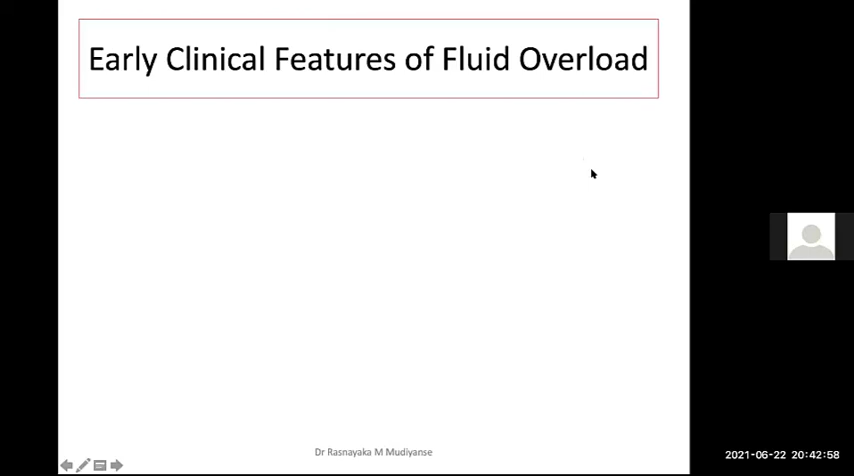 Early Clinical Features of Fluid Overload
Dr Rasnayaka M Mudiyanse
2021-06-22 20:42:58